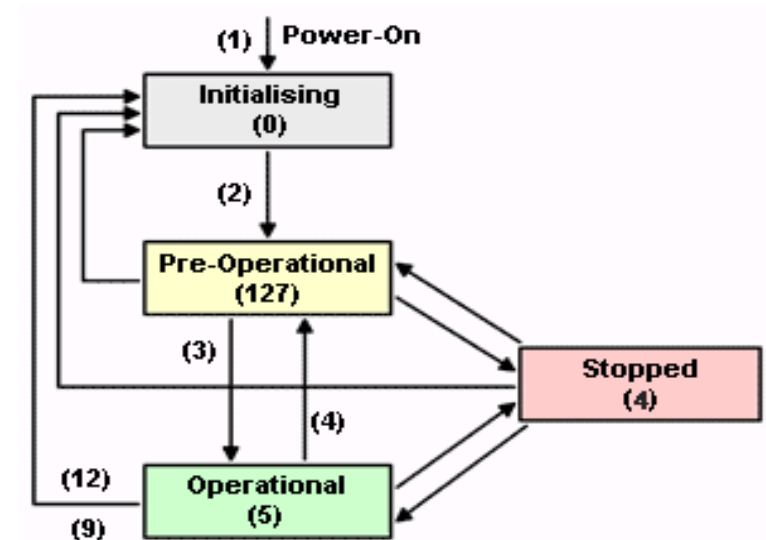 (1) Power-On
Initialising
(0)
(2)
Pre-Operational
(127)
(3)
Stopped
(4)
(4)
(12)
Operational
(5)
(9)